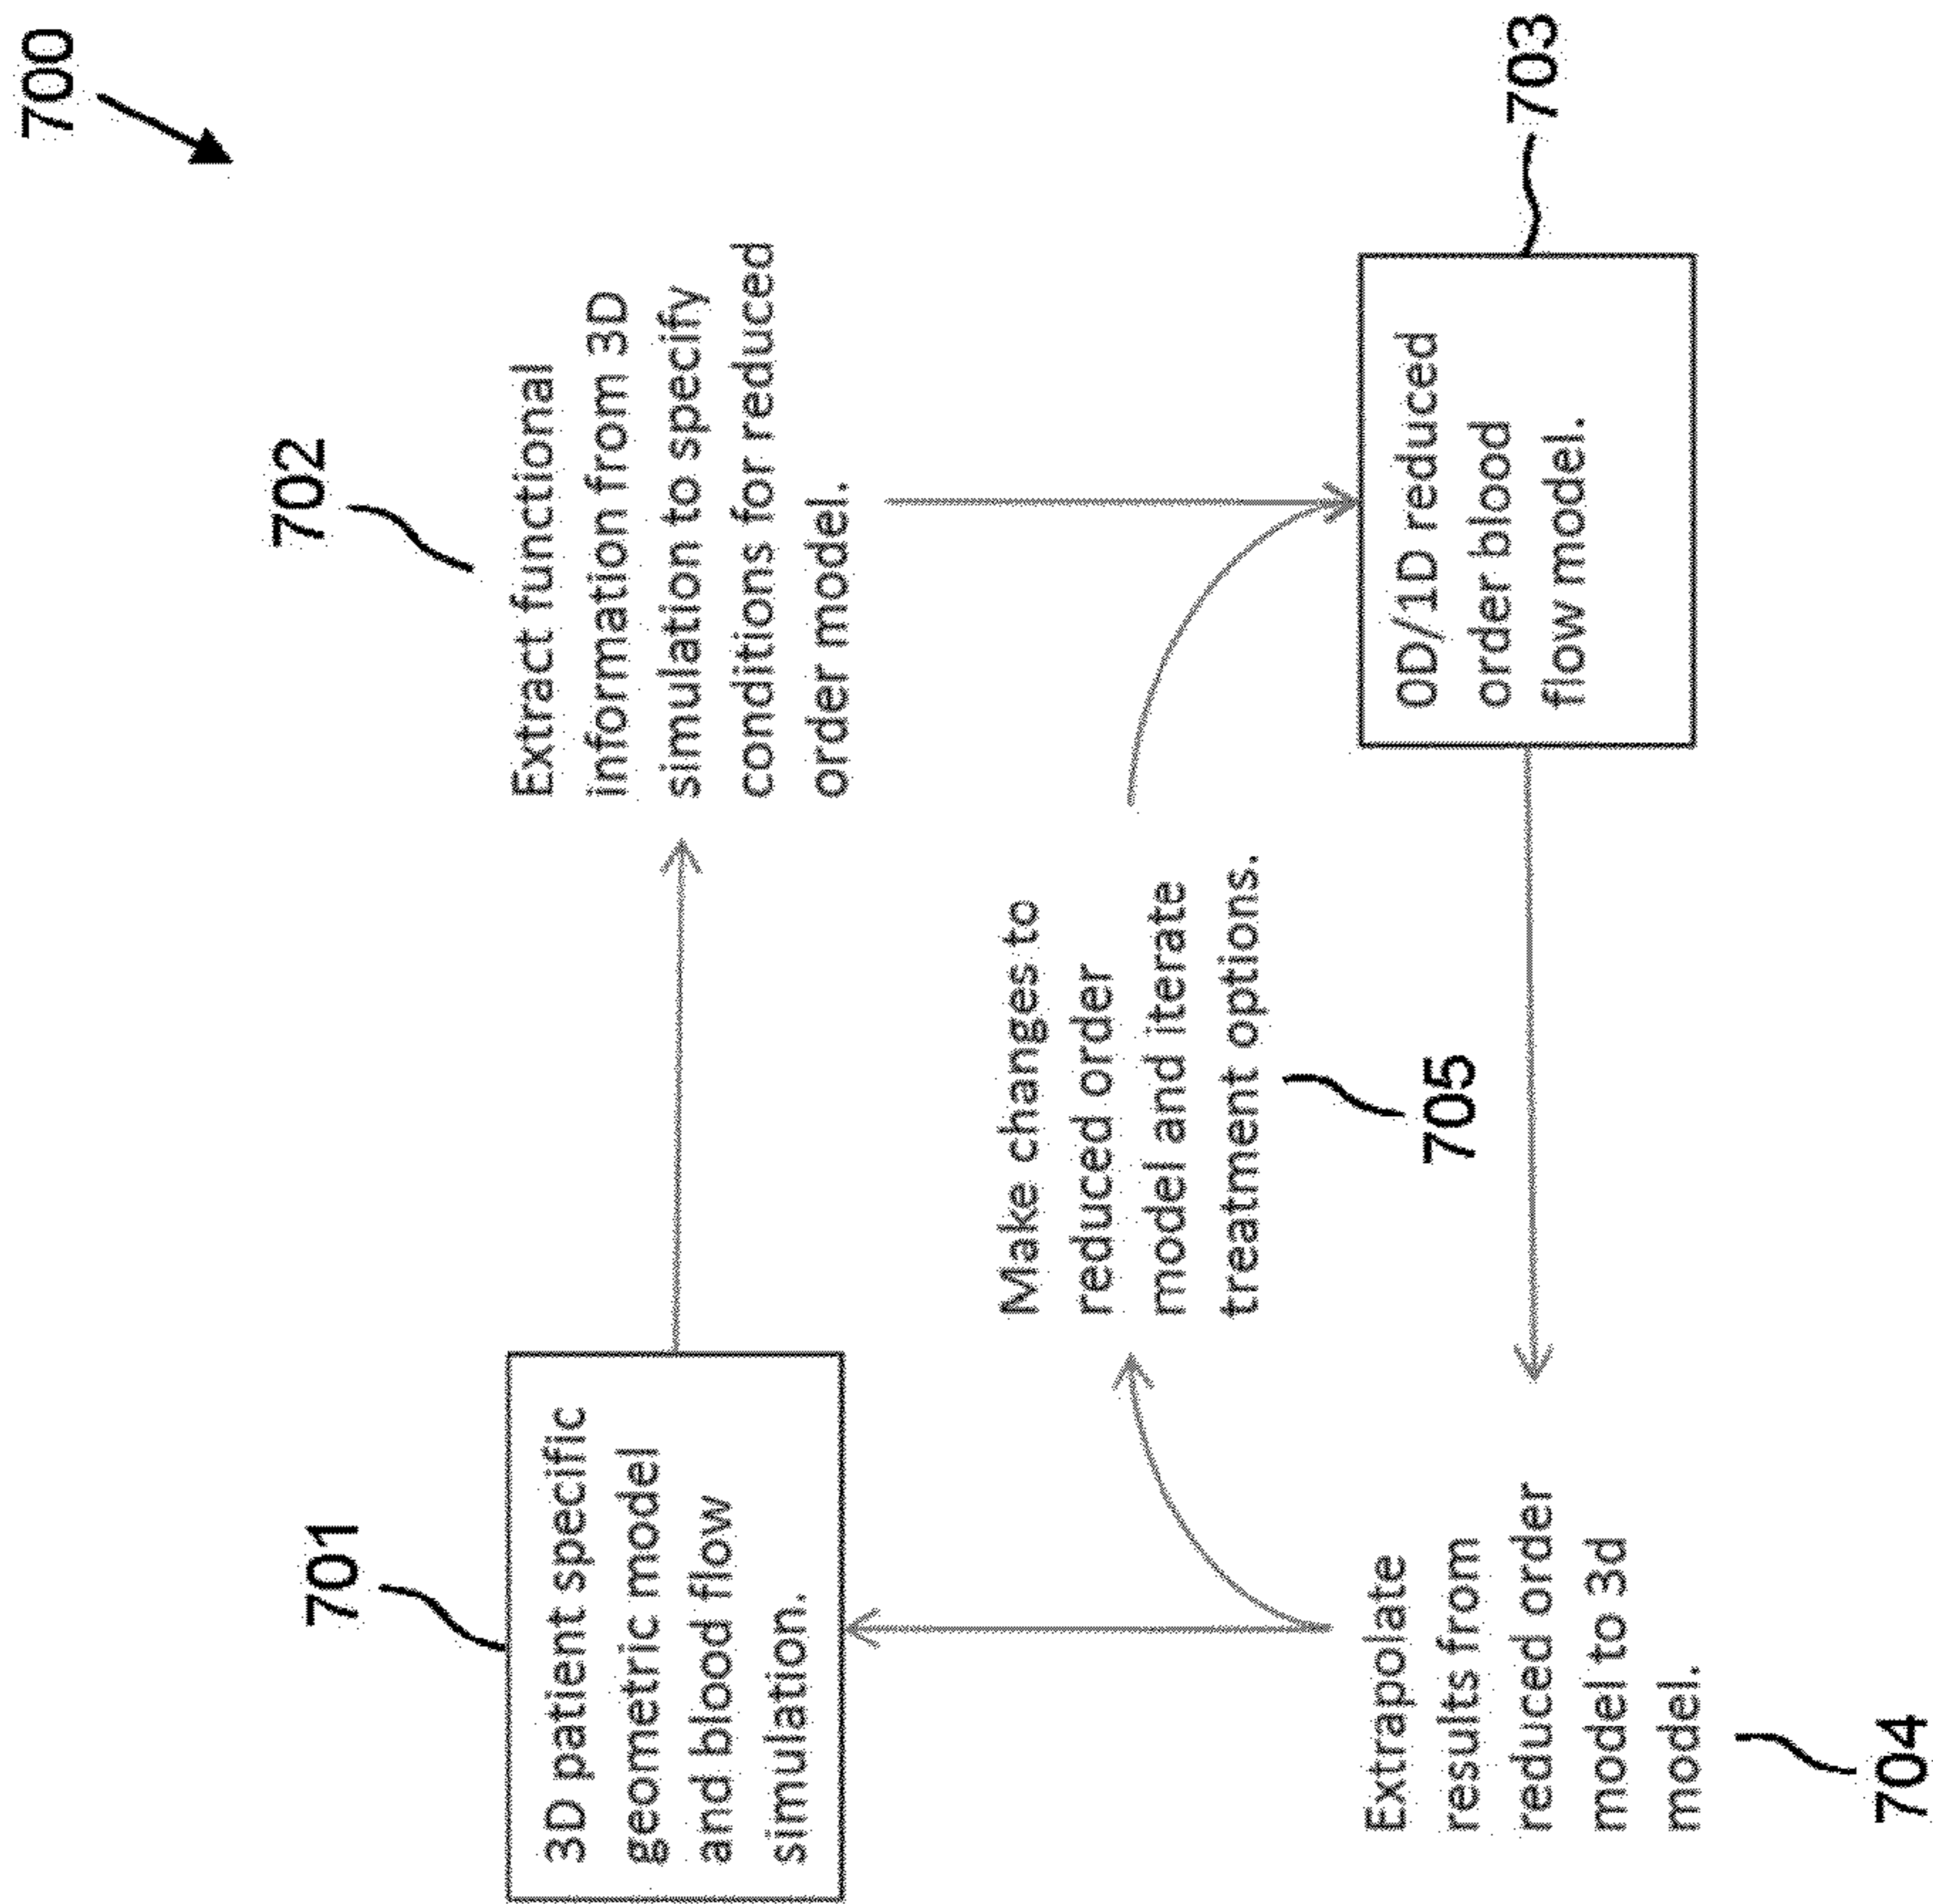 700
701
3D patient specific
geometric model
and blood flow
simulation.
702
Extract functional
information from 3D
simulation to specify
conditions for reduced
order model.
Make changes to
reduced order
model and iterate
treatment options.
705
Extrapolate
results from
reduced order
model to 3d
model.
704
0D/1D reduced
order blood
flow model.
703